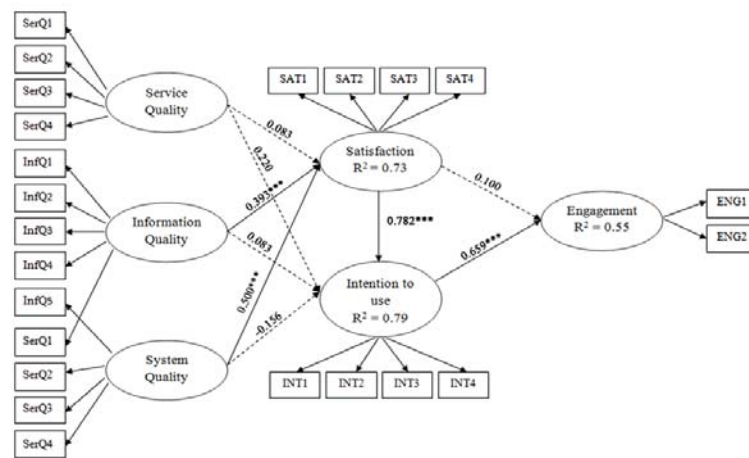 SerQ1
SerQ2
SerQ3
SerQ4
InfQ1
InfQ2
InfQ3
InfQ4
InfQ5
SerQ1
SerQ2
SerQ3
SerQ4
Service
Quality
Information
Quality
System
Quality
0.083
0.220
0.393***
0.083
0.500***
-0.156
SAT1
SAT2
SAT3
SAT4
Satisfaction
R² = 0.73
0.782***
Intention to
use
R² = 0.79
INT1
INT2
INT3
INT4
0.100
0.659***
Engagement
R² = 0.55
ENG1
ENG2